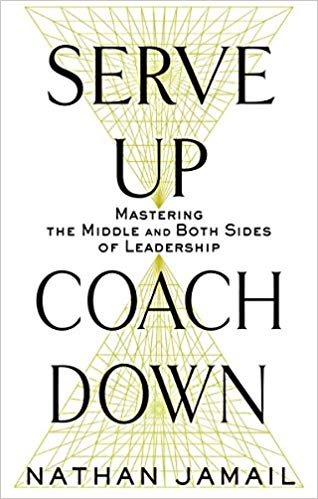 SERVE
UP
MASTERING
THE MIDDLE AND BOTH SIDES
OF LEADERSHIP
COACH
DOWN
NATHAN JAMAIL